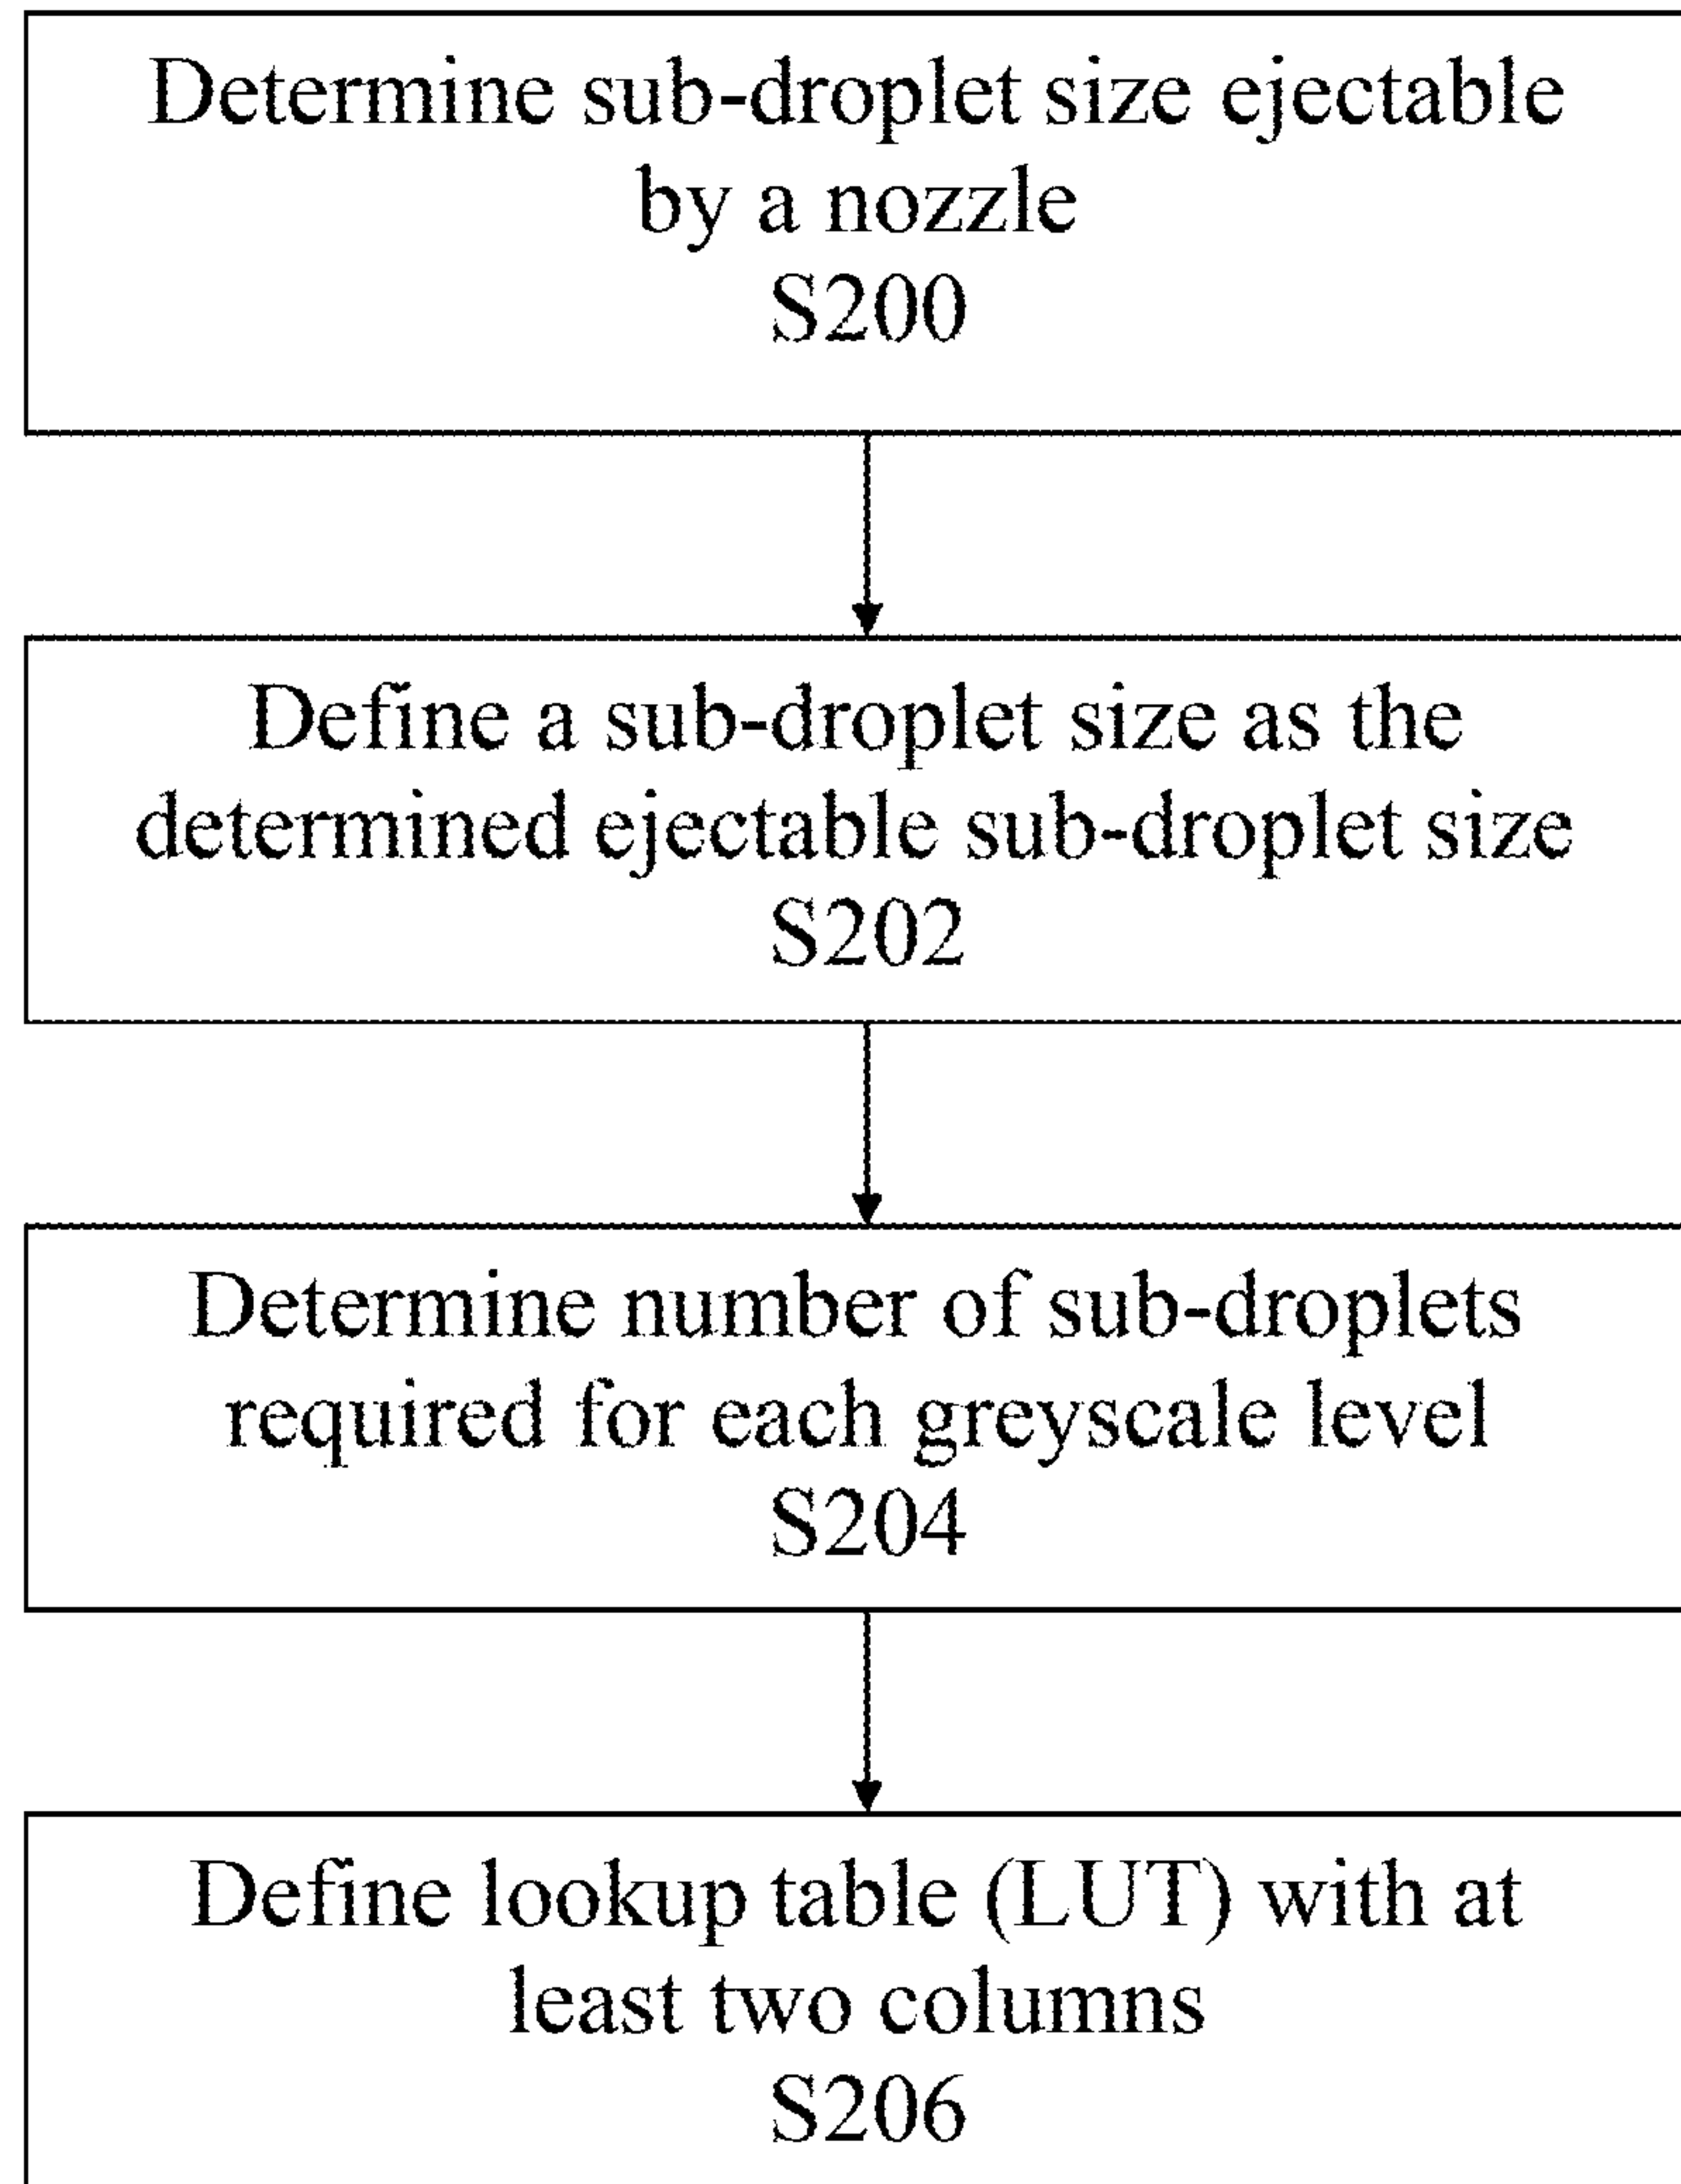 Determine sub-droplet size ejectable
by a nozzle
S200
Define a sub-droplet size as the
determined ejectable sub-droplet size
S202
Determine number of sub-droplets
required for each greyscale level
S204
Define lookup table (LUT) with at
least two columns
S206